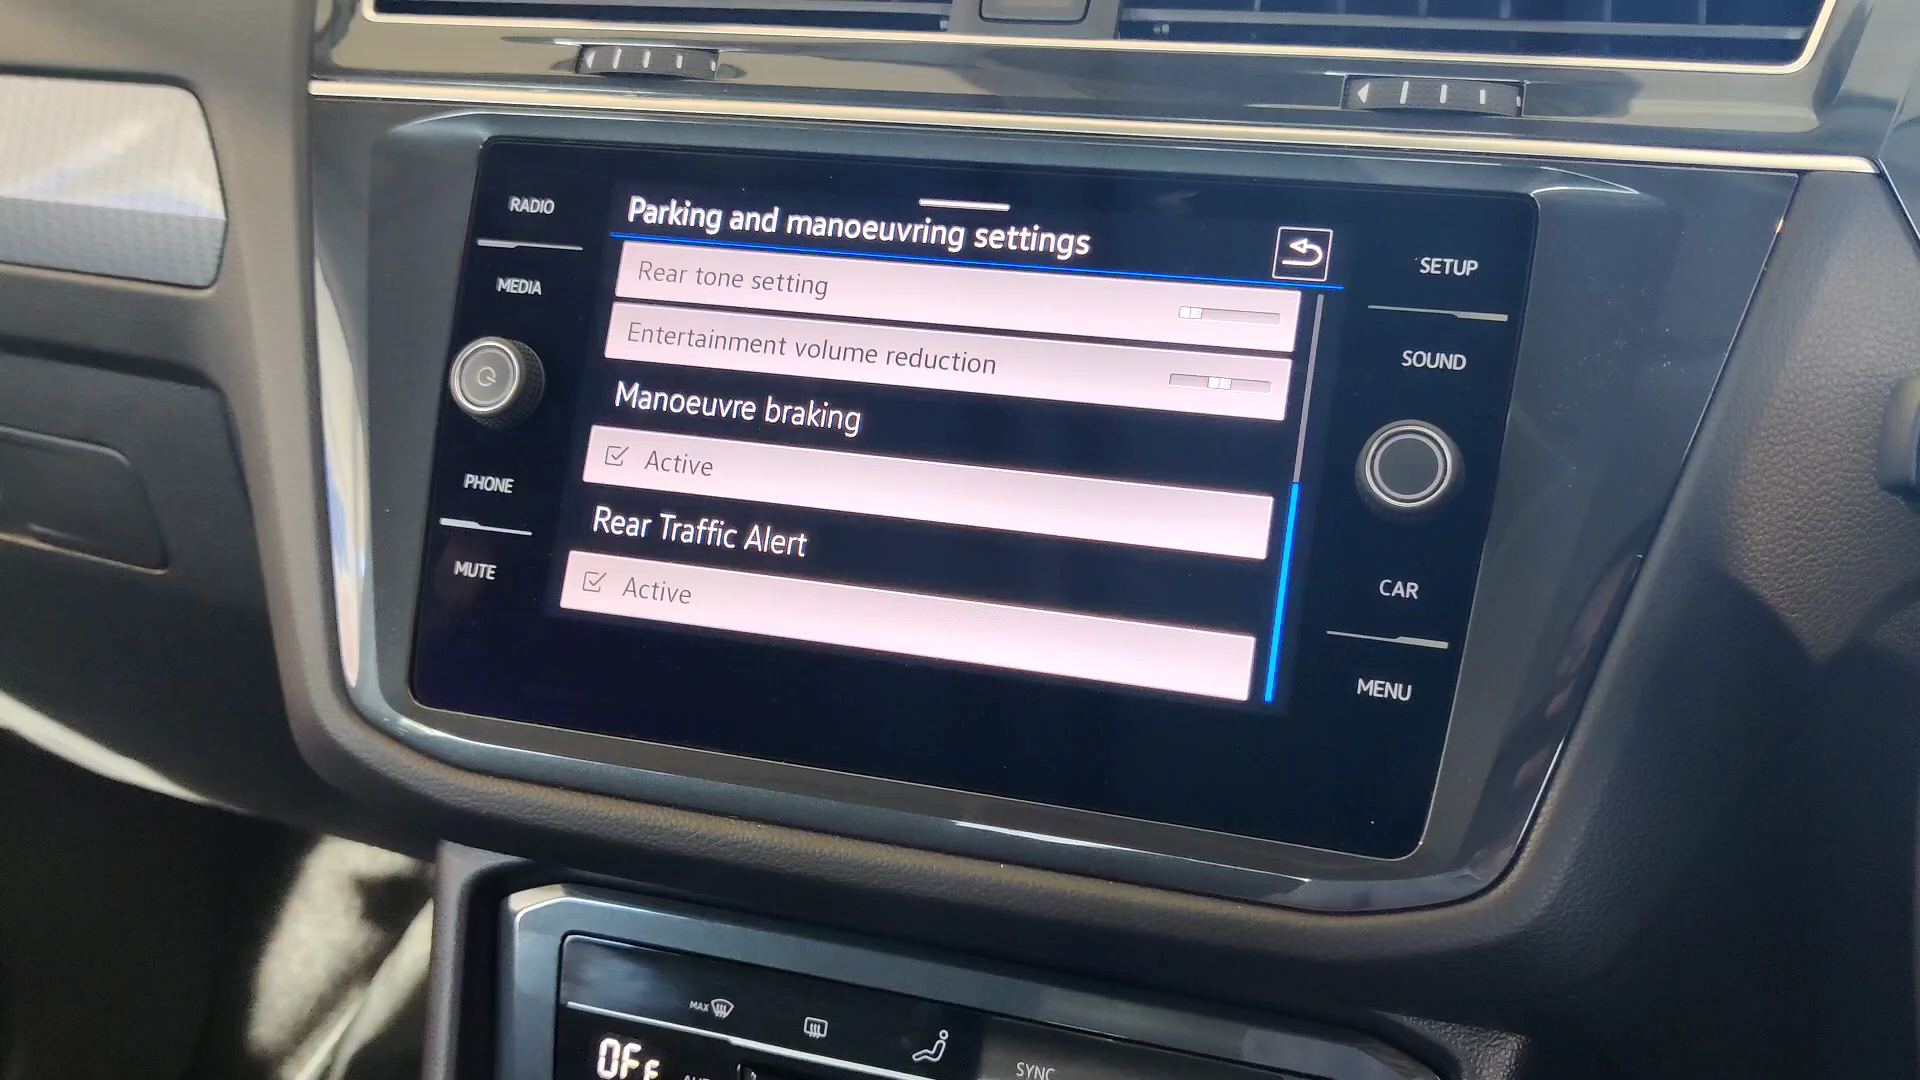 RADIO
MEDIA
PHONE
MUTE
Parking and manoeuvring settings
Rear tone setting
Entertainment volume reduction
Manoeuvre braking
Active
Rear Traffic Alert
Active
SETUP
SOUND
CAR
MENU
MAX
OFF
SYNC